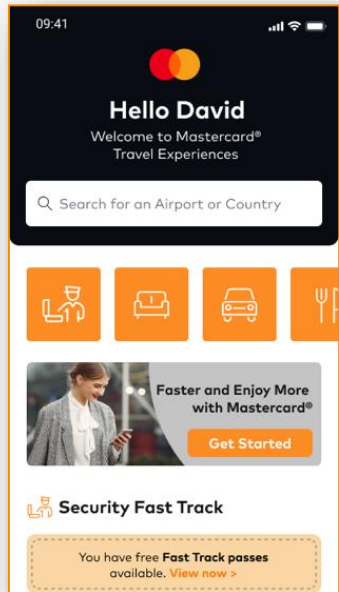 09:41
Hello David
Welcome to Mastercard®
Travel Experiences
Search for an Airport or Country
Faster and Enjoy More
with Mastercard®
Get Started
Security Fast Track
You have free Fast Track passes
available. View now >